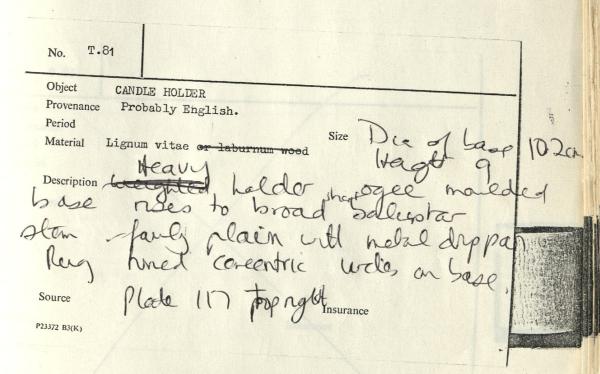 No. T.81
Object CANDLE HOLDER
Provenance Probably English.
Period
Material Lignum vitae or laburnum wood
Size Dia of base 10.2cm
Height 9
Heavy
Description weighted holder ogee moulded
base rises to broad shap baluster
stem fairly plain with metal drippan
Ring turned concentric circles on base.
Source Plate 117 top right Insurance
P23372 B3(K)